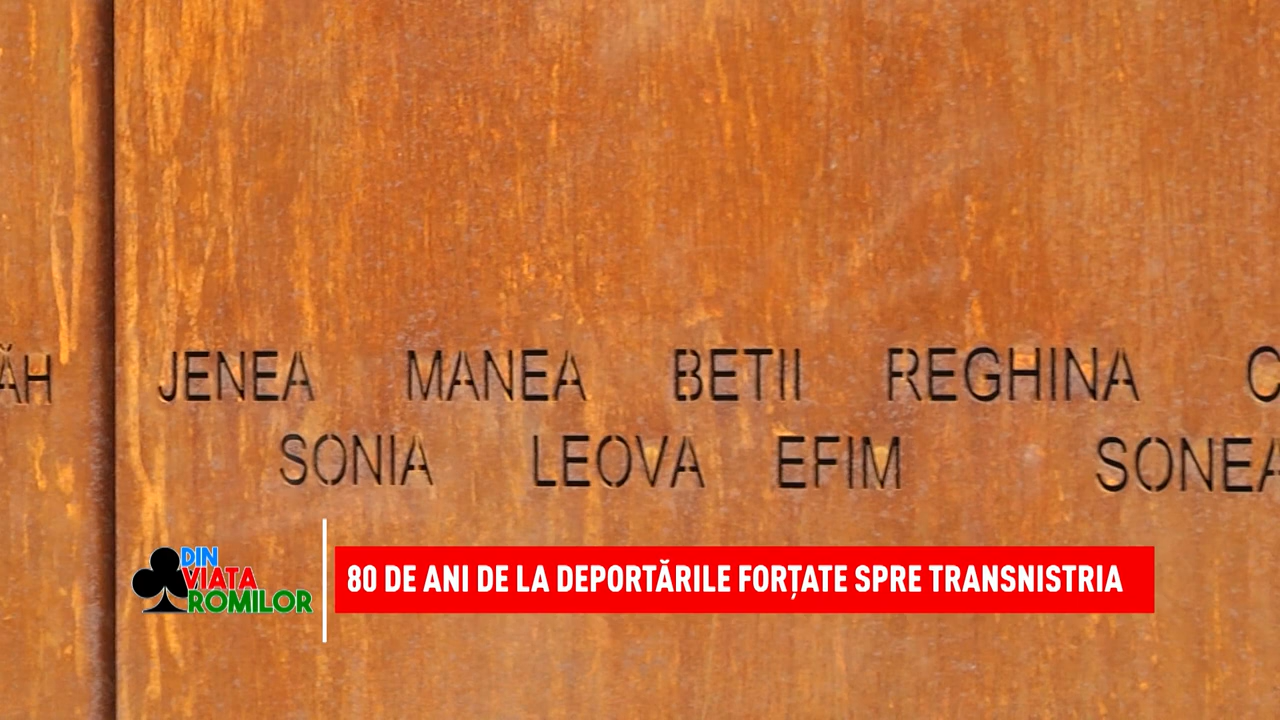 JENEA MANEA BETII REGHINA
SONIA LEOVA EFIM SONEA
DIN
VIATA
ROMILOR
80 DE ANI DE LA DEPORTĂRILE FORȚATE SPRE TRANSNISTRIA